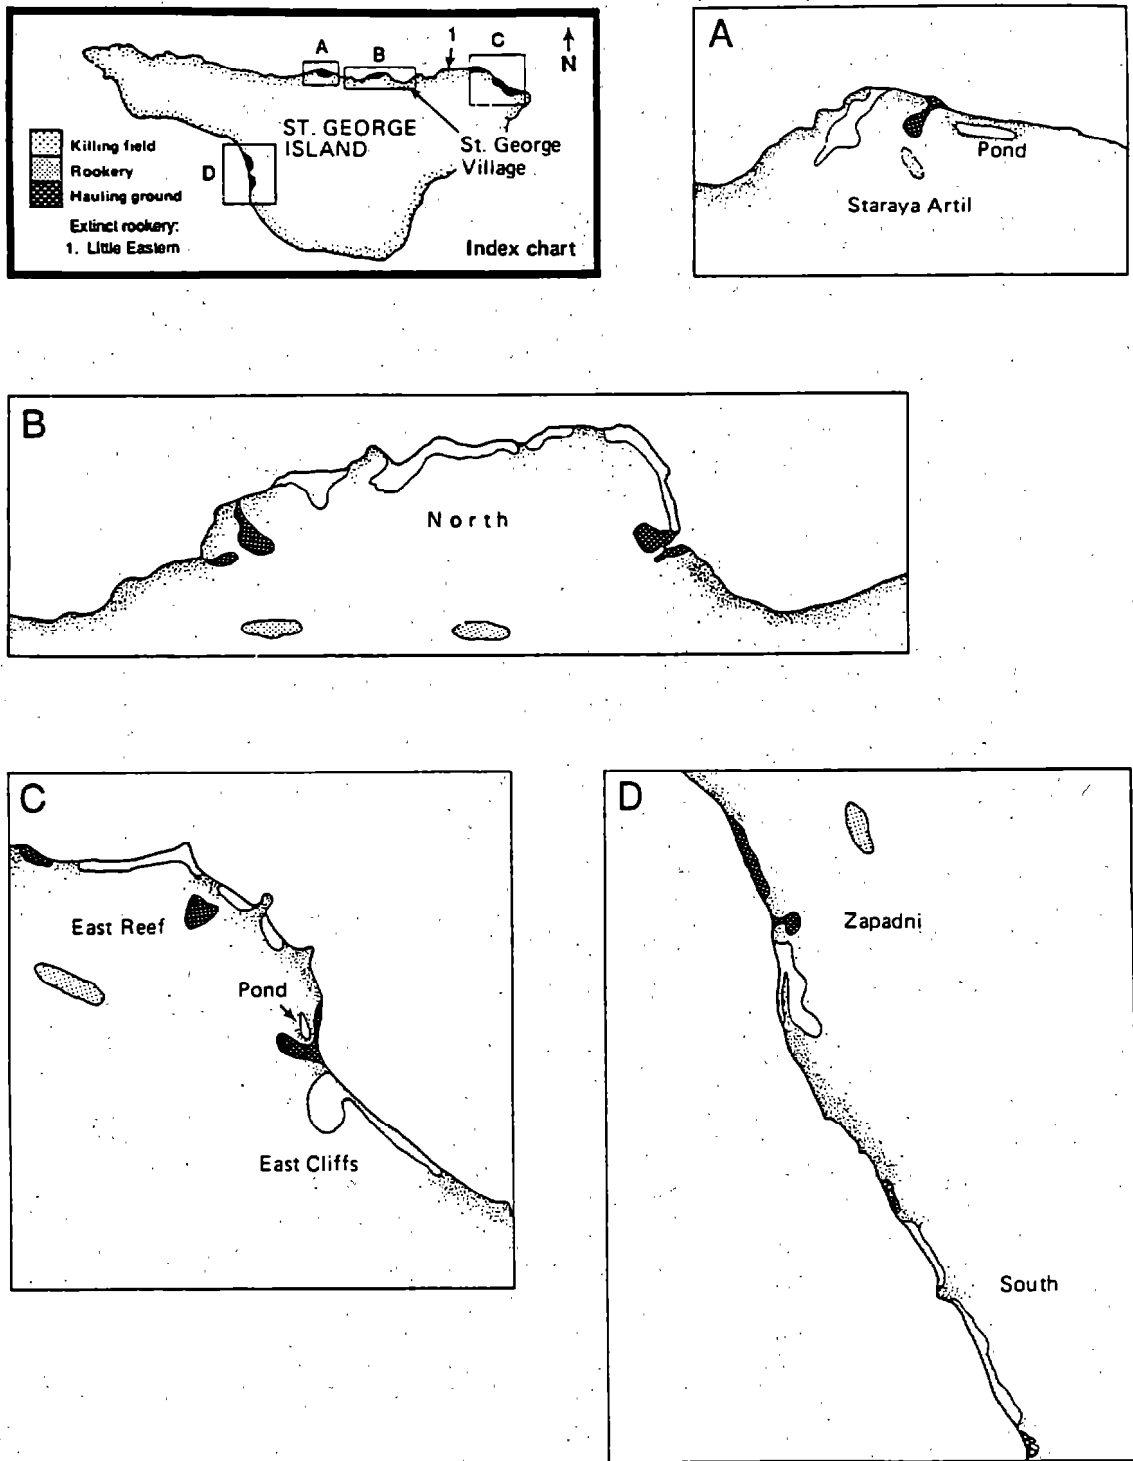 A
B
1
C
N
ST. GEORGE
ISLAND
St. George
Village
D
Killing field
Rookery
Hauling ground
Extinct rookery:
1. Little Eastern
Index chart
A
Pond
Staraya Artil
B
North
C
East Reef
Pond
East Cliffs
D
Zapadni
South